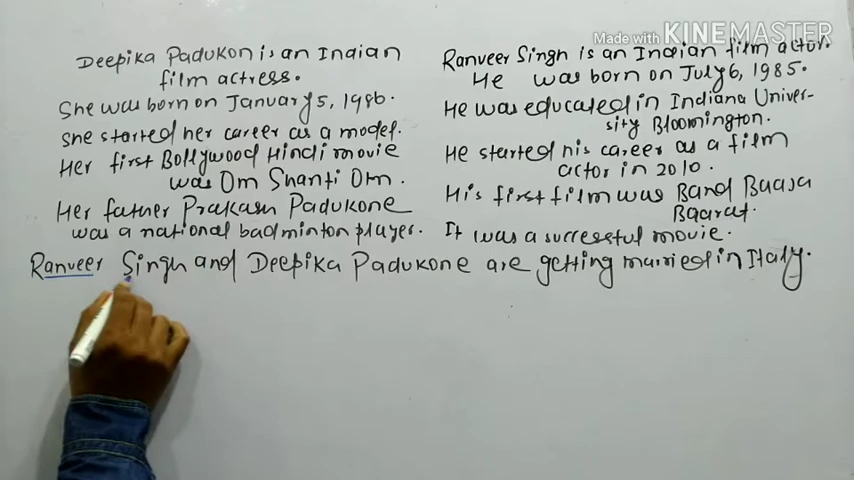 Made with KINEMASTER
Deepika Padukon is an Indian
film actress.
She was born on January 5, 1986.
She started her career as a model.
Her first Bollywood Hindi movie
was Om Shanti Om.
Her father Prakash Padukone
was a national badminton player.
Ranveer Singh is an Indian film actor.
He was born on July 6, 1985.
He was educated in Indiana Univer-
sity Bloomington.
He started his career as a film
actor in 2010.
His first film was Band Baaja
Baarat.
It was a successful movie.
Ranveer Singh and Deepika Padukone are getting married in Italy.